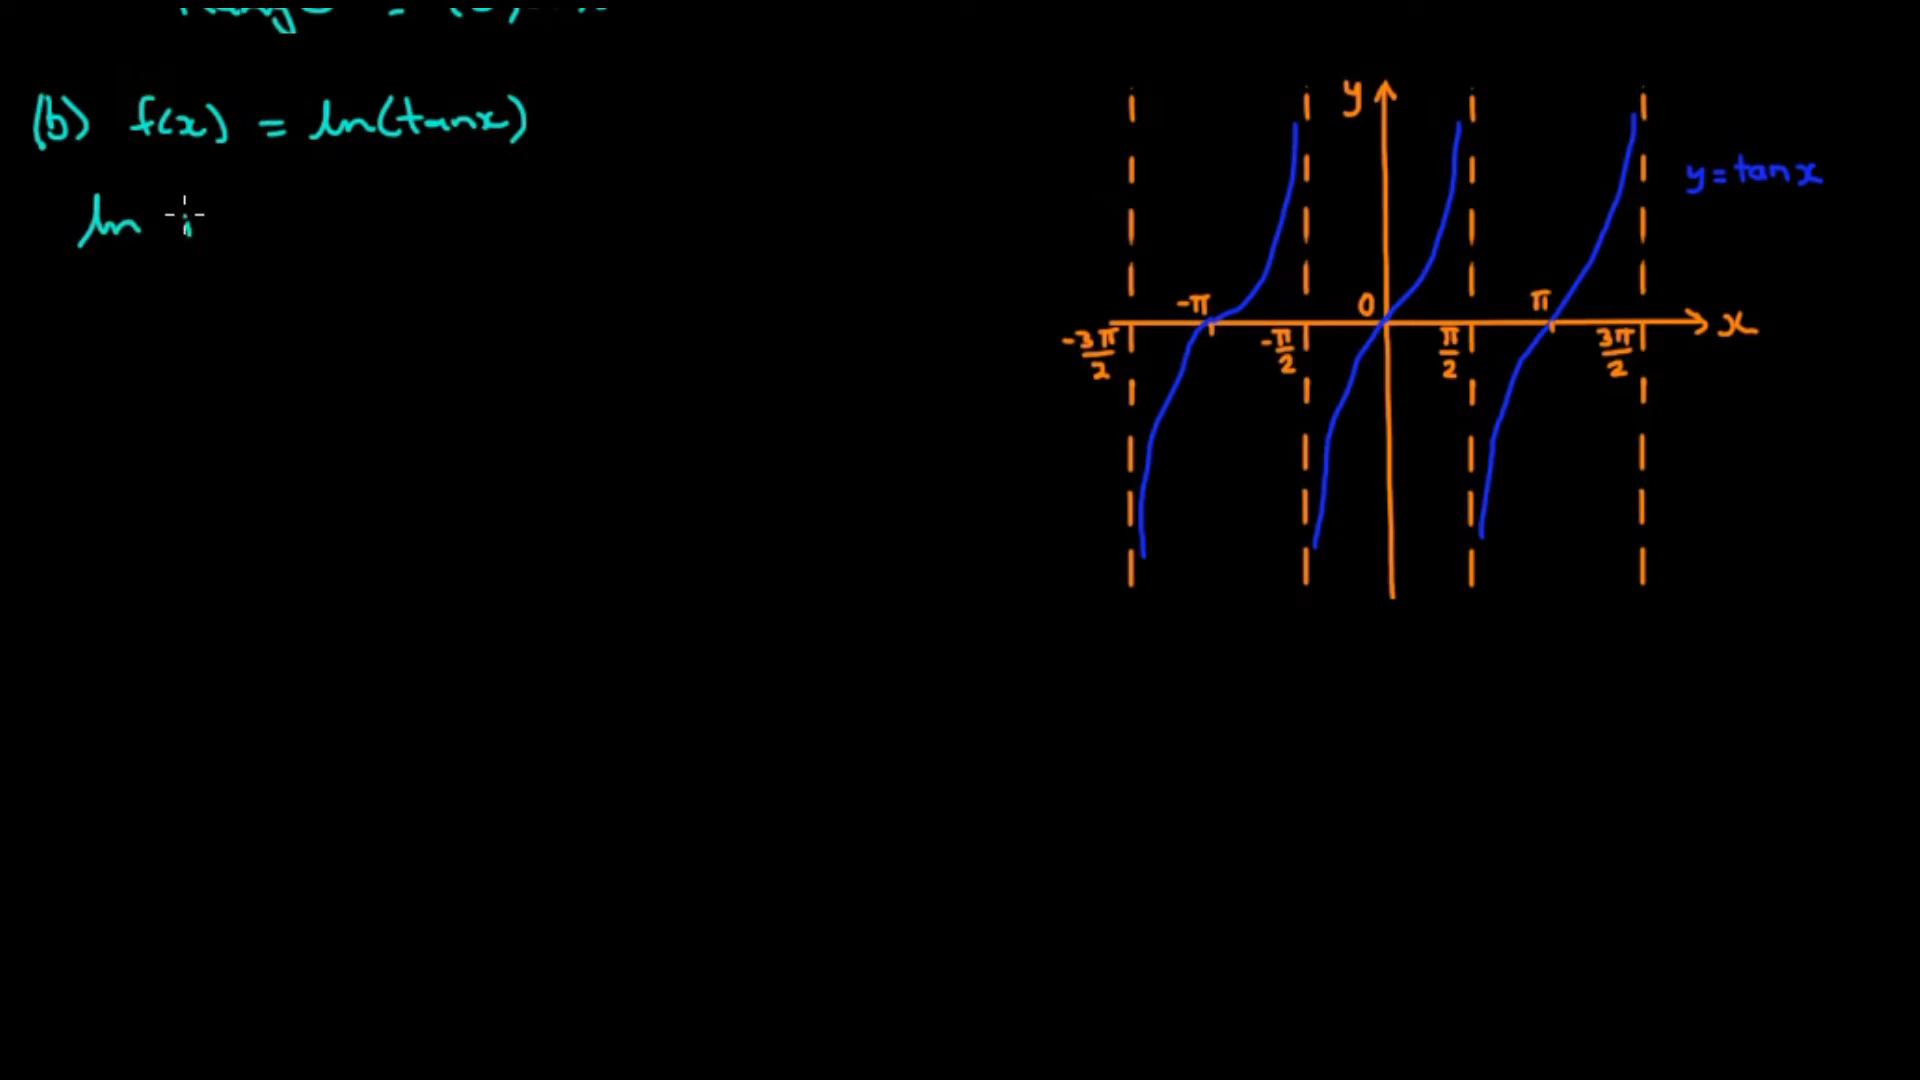 (b) f(x) = ln(tanx)
ln
y
y = tan x
-π
0
π
x
-3π/2
-π/2
π/2
3π/2